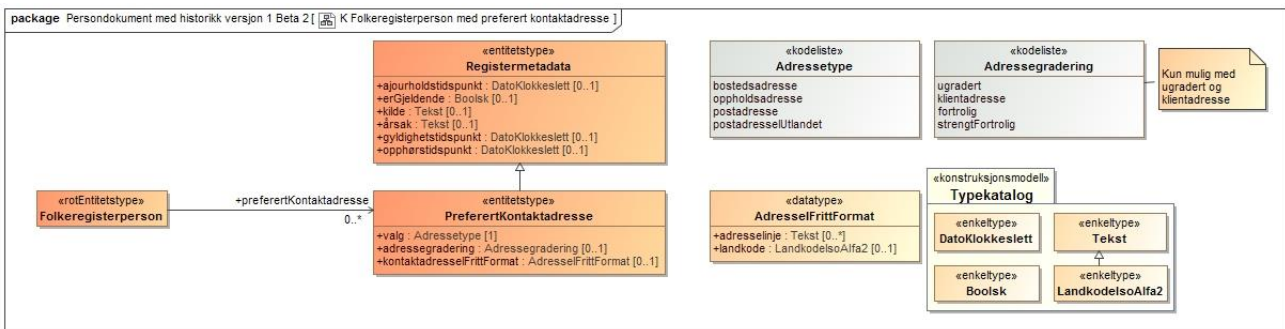 package Persondokument med historikk versjon 1 Beta 2 [ K Folkeregisterperson med preferert kontaktadresse ]
«entitetstype»
Registermetadata
+ajourholdstidspunkt : DatoKlokkeslett [0..1]
+erGjeldende : Boolsk [0..1]
+kilde : Tekst [0..1]
+årsak : Tekst [0..1]
+gyldighetstidspunkt : DatoKlokkeslett [0..1]
+opphørstidspunkt : DatoKlokkeslett [0..1]
«kodeliste»
Adressetype
bostedsadresse
oppholdsadresse
postadresse
postadresseIUtlandet
«kodeliste»
Adressegradering
ugradert
klientadresse
fortrolig
strengtFortrolig
Kun mulig med
ugradert og
klientadresse
«rotEntitetstype»
Folkeregisterperson
+preferertKontaktadresse
0..*
«entitetstype»
PreferertKontaktadresse
+valg : Adressetype [1]
+adressegradering : Adressegradering [0..1]
+kontaktadresseIFrittFormat : AdresseIFrittFormat [0..1]
«datatype»
AdresseIFrittFormat
+adresselinje : Tekst [0..*]
+landkode : LandkodeIsoAlfa2 [0..1]
«konstruksjonsmodell»
Typekatalog
«enkeltype»
DatoKlokkeslett
«enkeltype»
Tekst
«enkeltype»
Boolsk
«enkeltype»
LandkodeIsoAlfa2